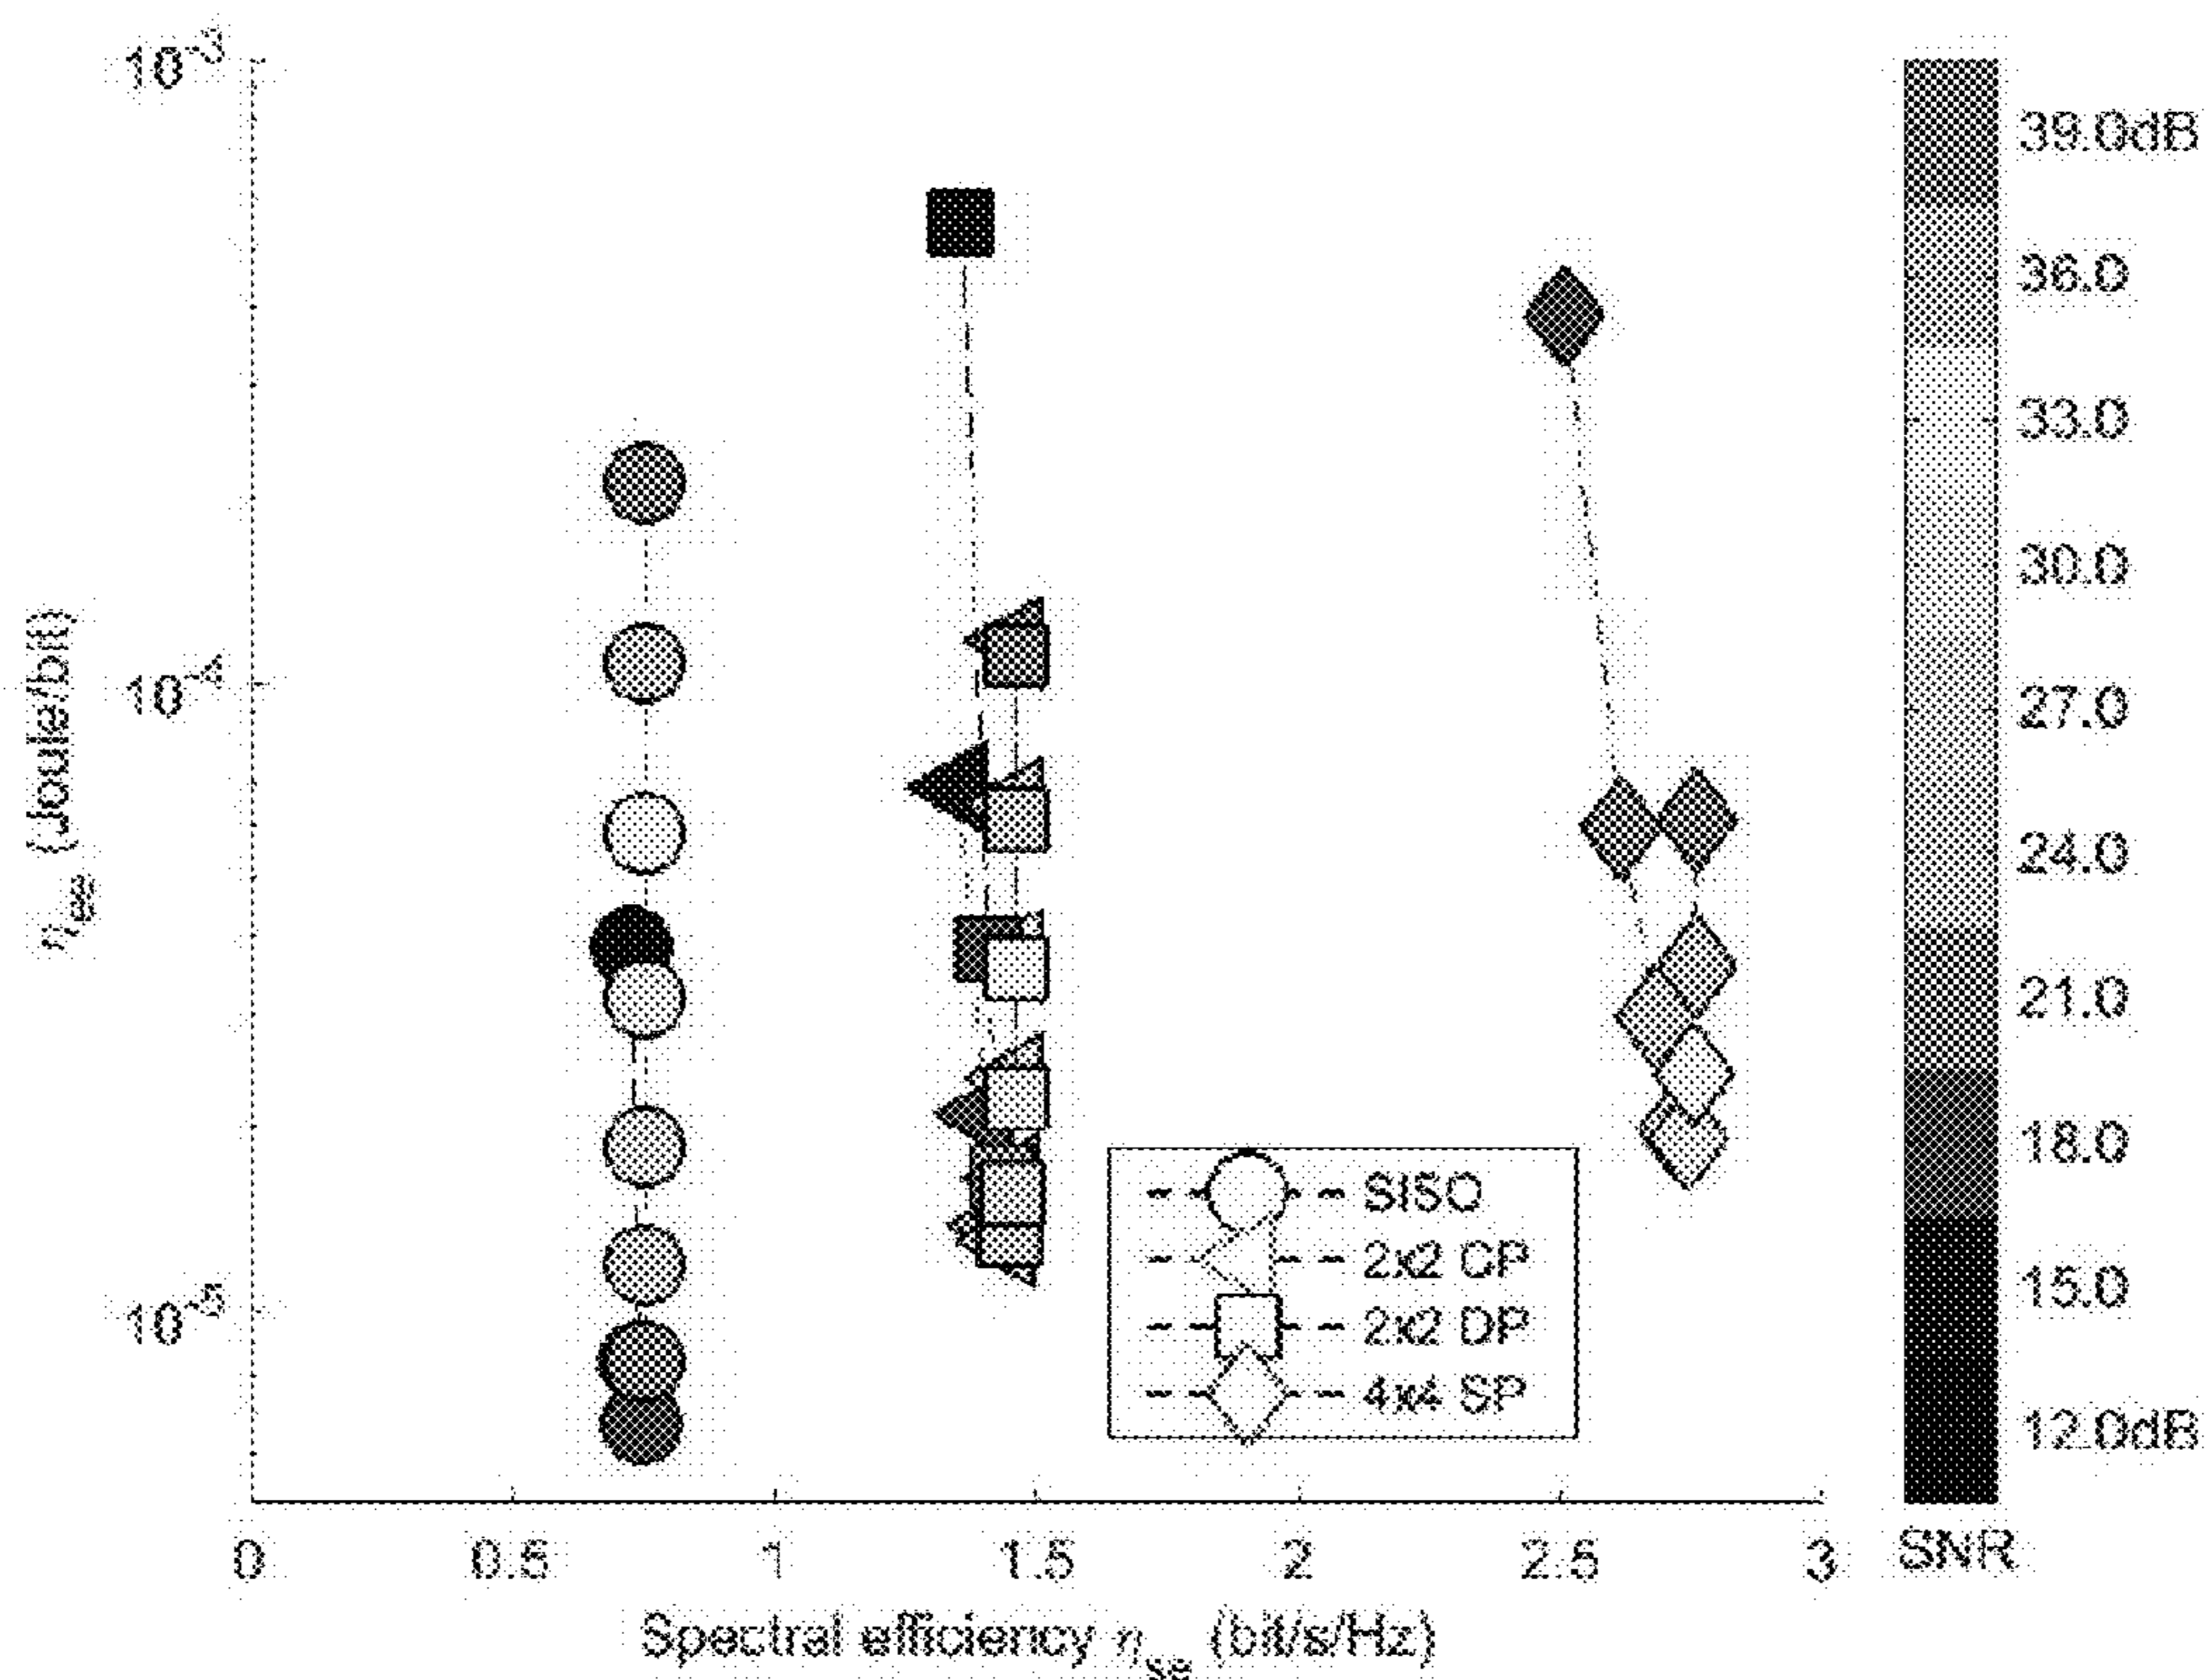 10⁻³
10⁻⁴
10⁻⁵
η_ee (Joule/bit)
0 0.5 1 1.5 2 2.5 3
Spectral efficiency η_se (bit/s/Hz)
SISO
2x2 CP
2x2 DP
4x4 SP
39.0dB
36.0
33.0
30.0
27.0
24.0
21.0
18.0
15.0
12.0dB
SNR